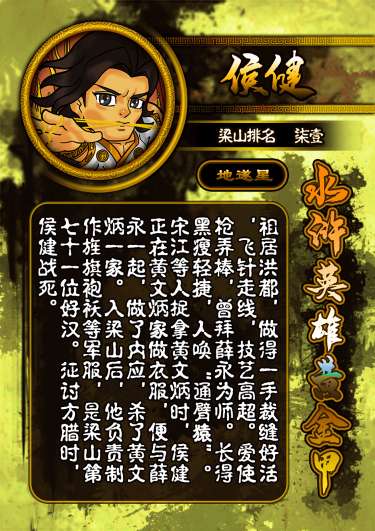 侯健
梁山排名 柒壹
地遂星
水浒英雄黄金甲
祖居洪都，做得一手裁缝好活
，飞针走线，技艺高超。爱使
枪弄棒，曾拜薛永为师。长得
黑瘦轻捷，人唤“通臂猿”。
宋江等人捉拿黄文炳时，侯健
正在黄文炳家做衣服，便与薛
永一起，做了内应，杀了黄文
炳一家。入梁山后，他负责制
作旌旗袍袄等军服，是梁山第
七十一位好汉。征讨方腊时，
侯健战死。